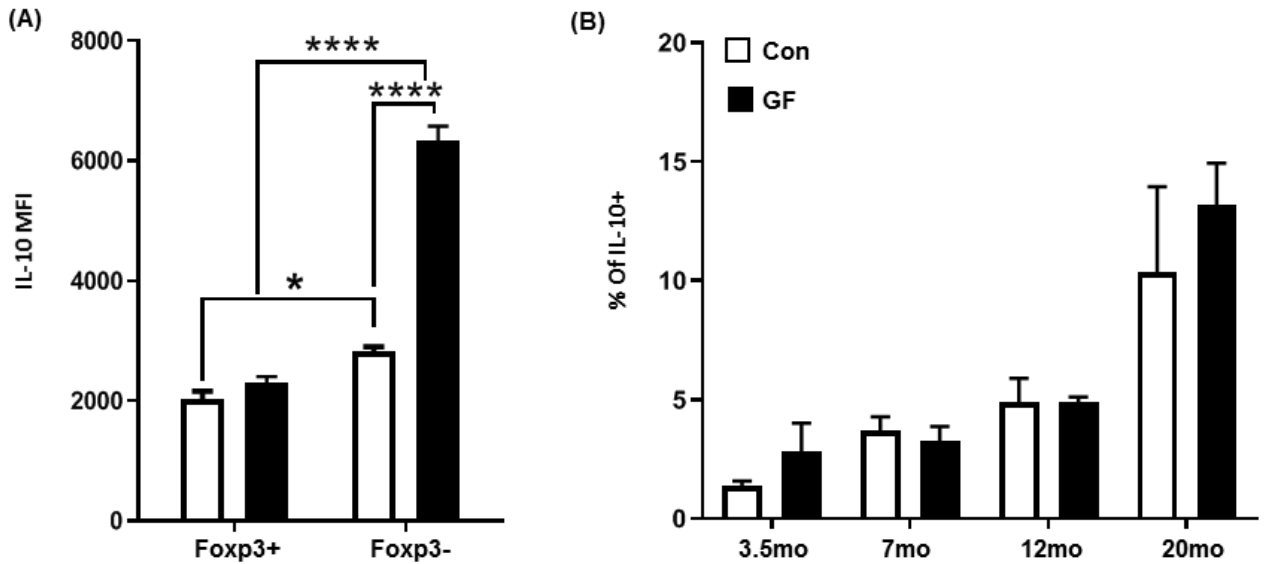 (A)
8000
6000
4000
2000
0
IL-10 MFI
****
****
*
Foxp3+ Foxp3-
(B)
20
15
10
5
0
% Of IL-10+
Con
GF
3.5mo 7mo 12mo 20mo